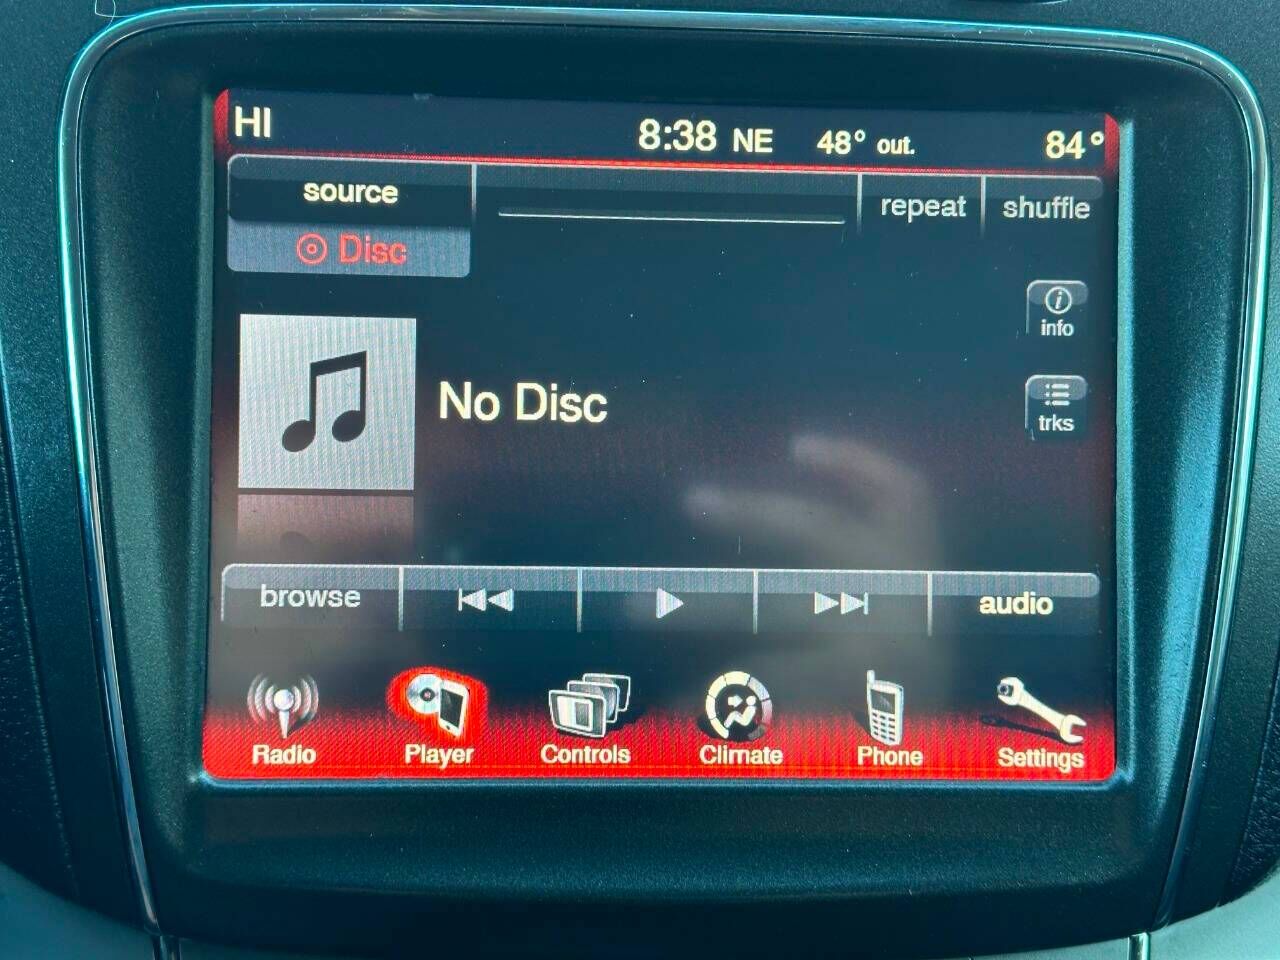 HI 8:38 NE 48° out. 84°
source repeat shuffle
Disc
info
No Disc
trks
browse audio
Radio Player Controls Climate Phone Settings